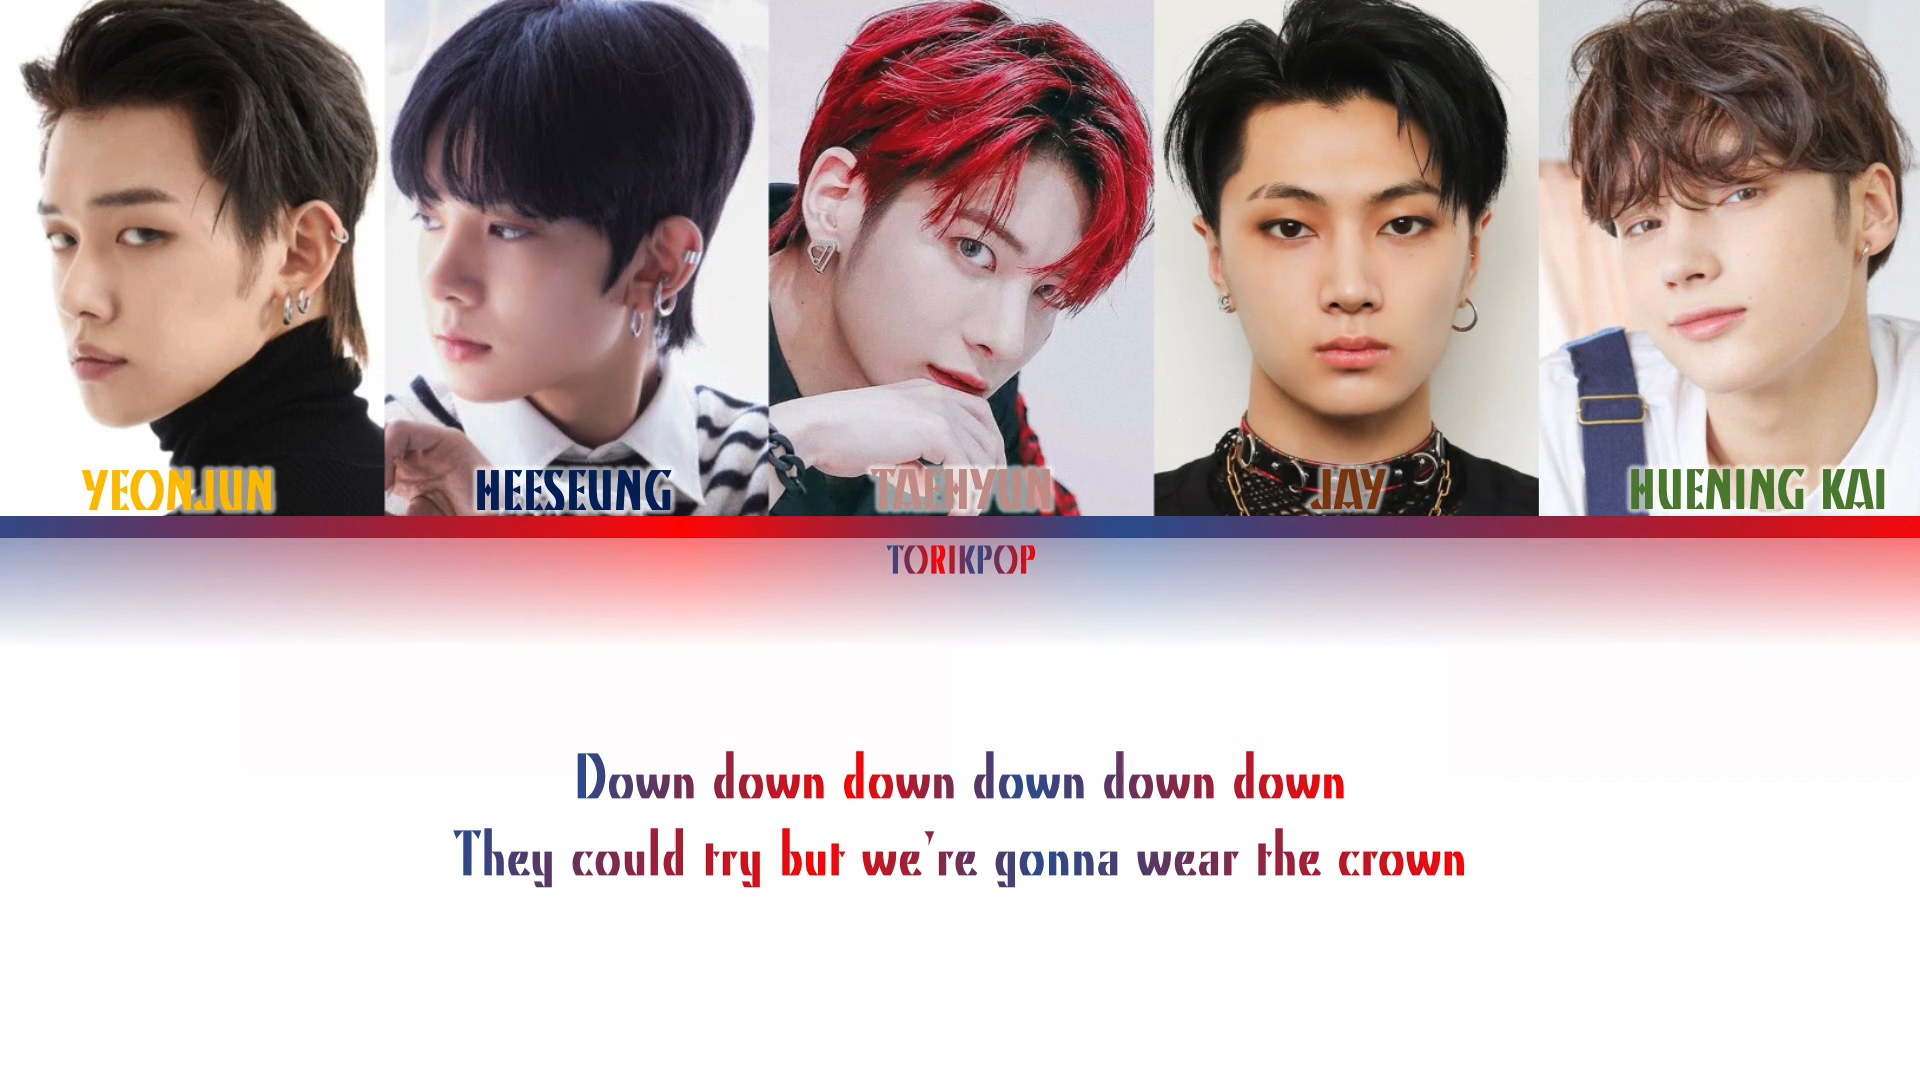 YEONJUN HEESEUNG TAEHYUN JAY HUENING KAI
TORIKPOP
Down down down down down down
They could try but we're gonna wear the crown